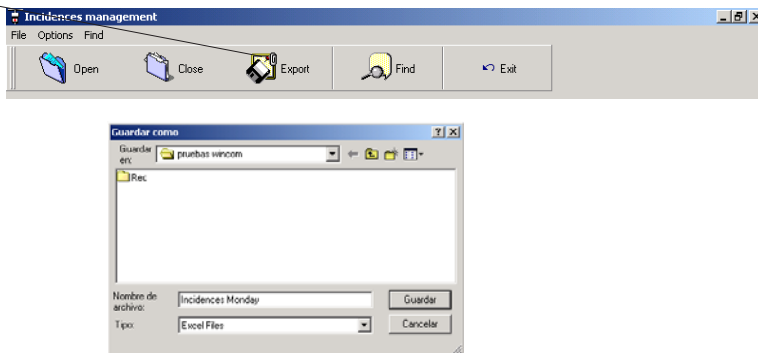 Incidences management
File Options Find
Open Close Export Find Exit
Guardar como
Guardar en: pruebas wincom
Rec
Nombre de archivo: Incidences Monday Guardar
Tipo: Excel Files Cancelar